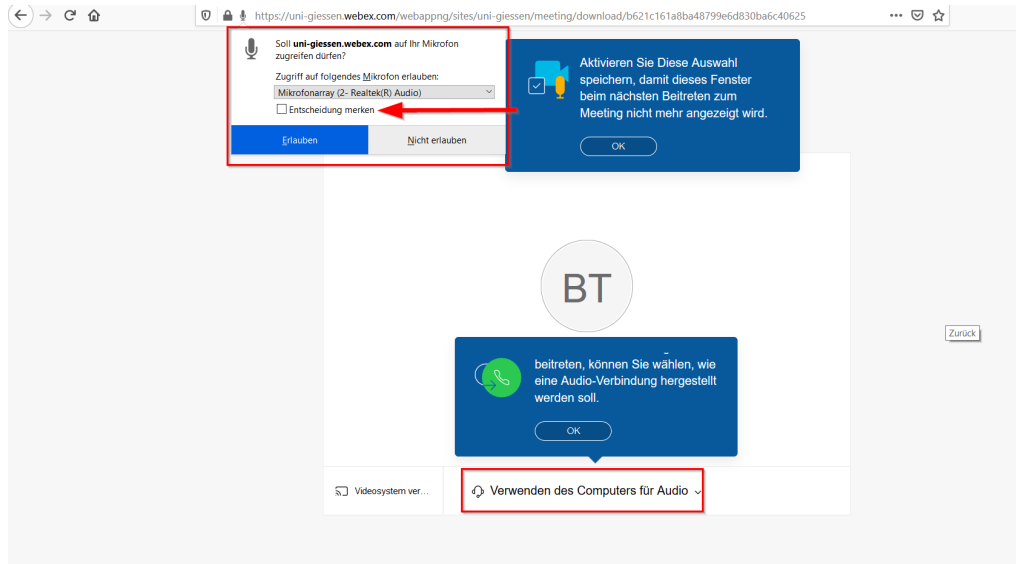 https://uni-giessen.webex.com/webappng/sites/uni-giessen/meeting/download/b621c161a8ba48799e6d830ba6c40625
Soll uni-giessen.webex.com auf Ihr Mikrofon
zugreifen dürfen?
Zugriff auf folgendes Mikrofon erlauben:
Mikrofonarray (2- Realtek(R) Audio)
Entscheidung merken
Erlauben
Nicht erlauben
Aktivieren Sie Diese Auswahl
speichern, damit dieses Fenster
beim nächsten Beitreten zum
Meeting nicht mehr angezeigt wird.
OK
BT
Zurück
beitreten, können Sie wählen, wie
eine Audio-Verbindung hergestellt
werden soll.
OK
Videosystem ver...
Verwenden des Computers für Audio